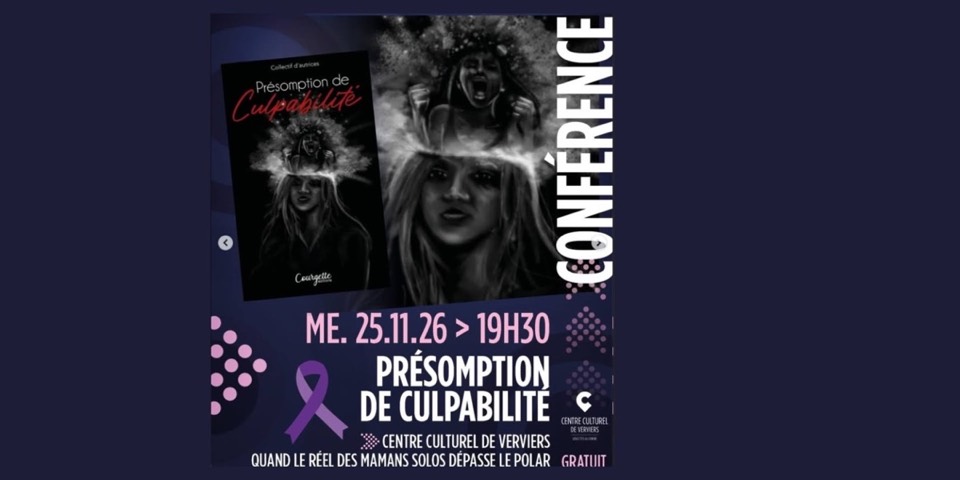 Collectif d'autrices
Présomption de
Culpabilité
Courgette
CONFÉRENCE
ME. 25.11.26 > 19H30
PRÉSOMPTION
DE CULPABILITÉ
CENTRE CULTUREL DE VERVIERS
QUAND LE RÉEL DES MAMANS SOLOS DÉPASSE LE POLAR
CENTRE CULTUREL
DE VERVIERS
GRATUIT